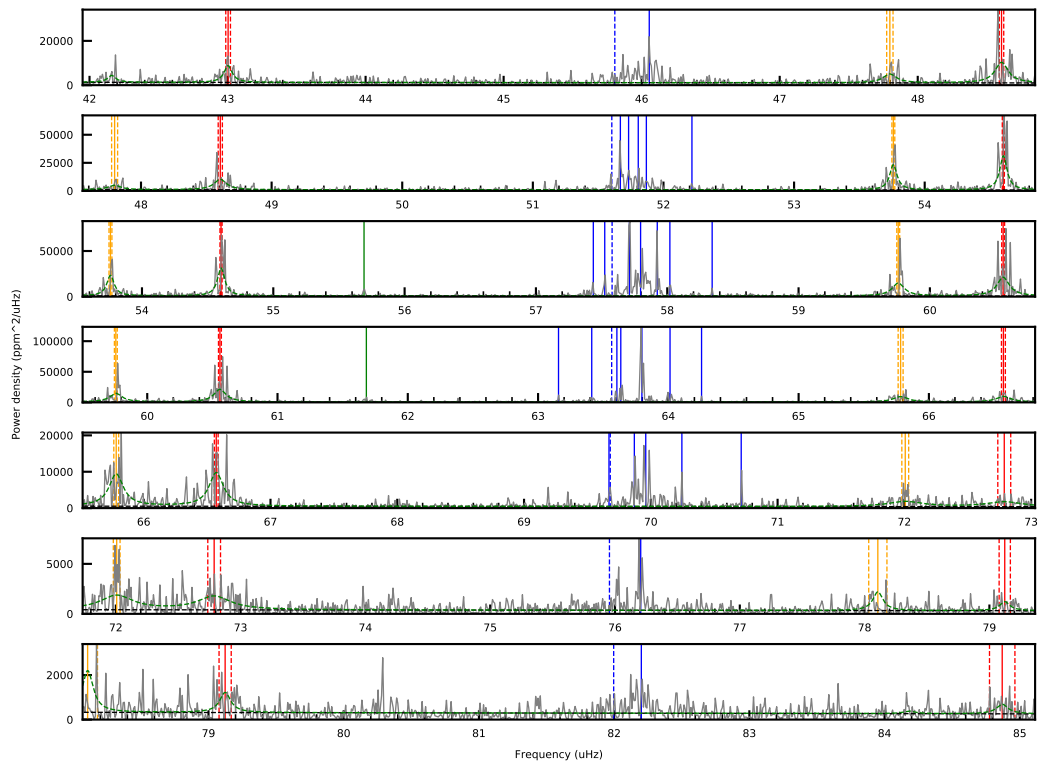 20000
0
42 43 44 45 46 47 48
50000
25000
0
48 49 50 51 52 53 54
50000
0
54 55 56 57 58 59 60
100000
50000
0
60 61 62 63 64 65 66
20000
10000
0
66 67 68 69 70 71 72 73
5000
0
72 73 74 75 76 77 78 79
2000
0
79 80 81 82 83 84 85
Power density (ppm^2/uHz)
Frequency (uHz)